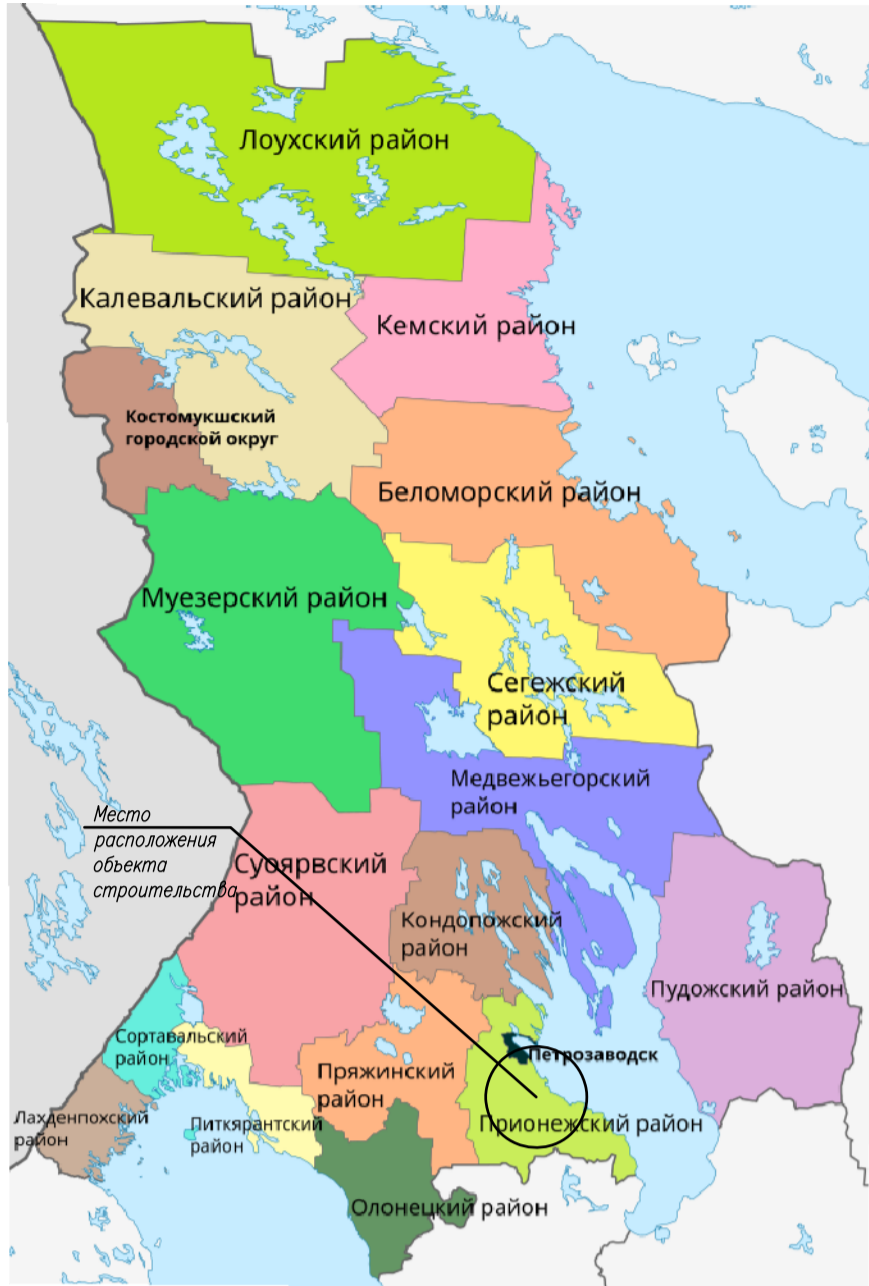 Лоухский район
Калевальский район
Кемский район
Костомукшский
городской округ
Беломорский район
Муезерский район
Сегежский
район
Медвежьегорский
район
Место
расположения
объекта
строительства
Суоярвский
район
Кондопожский
район
Пудожский район
Сортавальский
район
Петрозаводск
Пряжинский
район
Лахденпохский
район
Питкярантский
район
Прионежский район
Олонецкий район